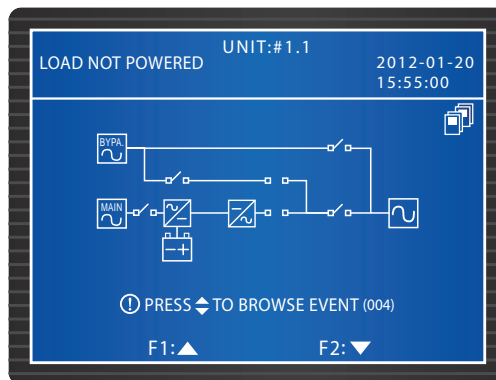 UNIT:#1.1
LOAD NOT POWERED
2012-01-20
15:55:00
BYPA.
MAIN
! PRESS TO BROWSE EVENT (004)
F1: F2: